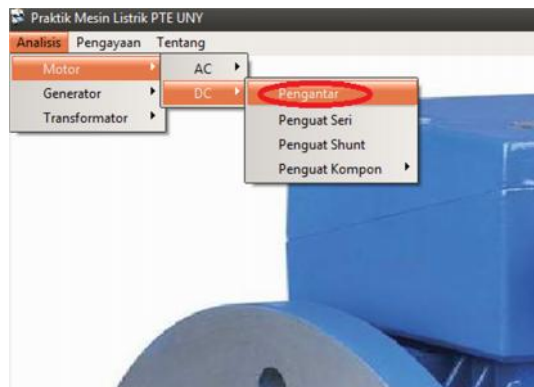 Praktik Mesin Listrik PTE UNY
Analisis Pengayaan Tentang
Motor AC
Generator DC Pengantar
Transformator Penguat Seri
Penguat Shunt
Penguat Kompon